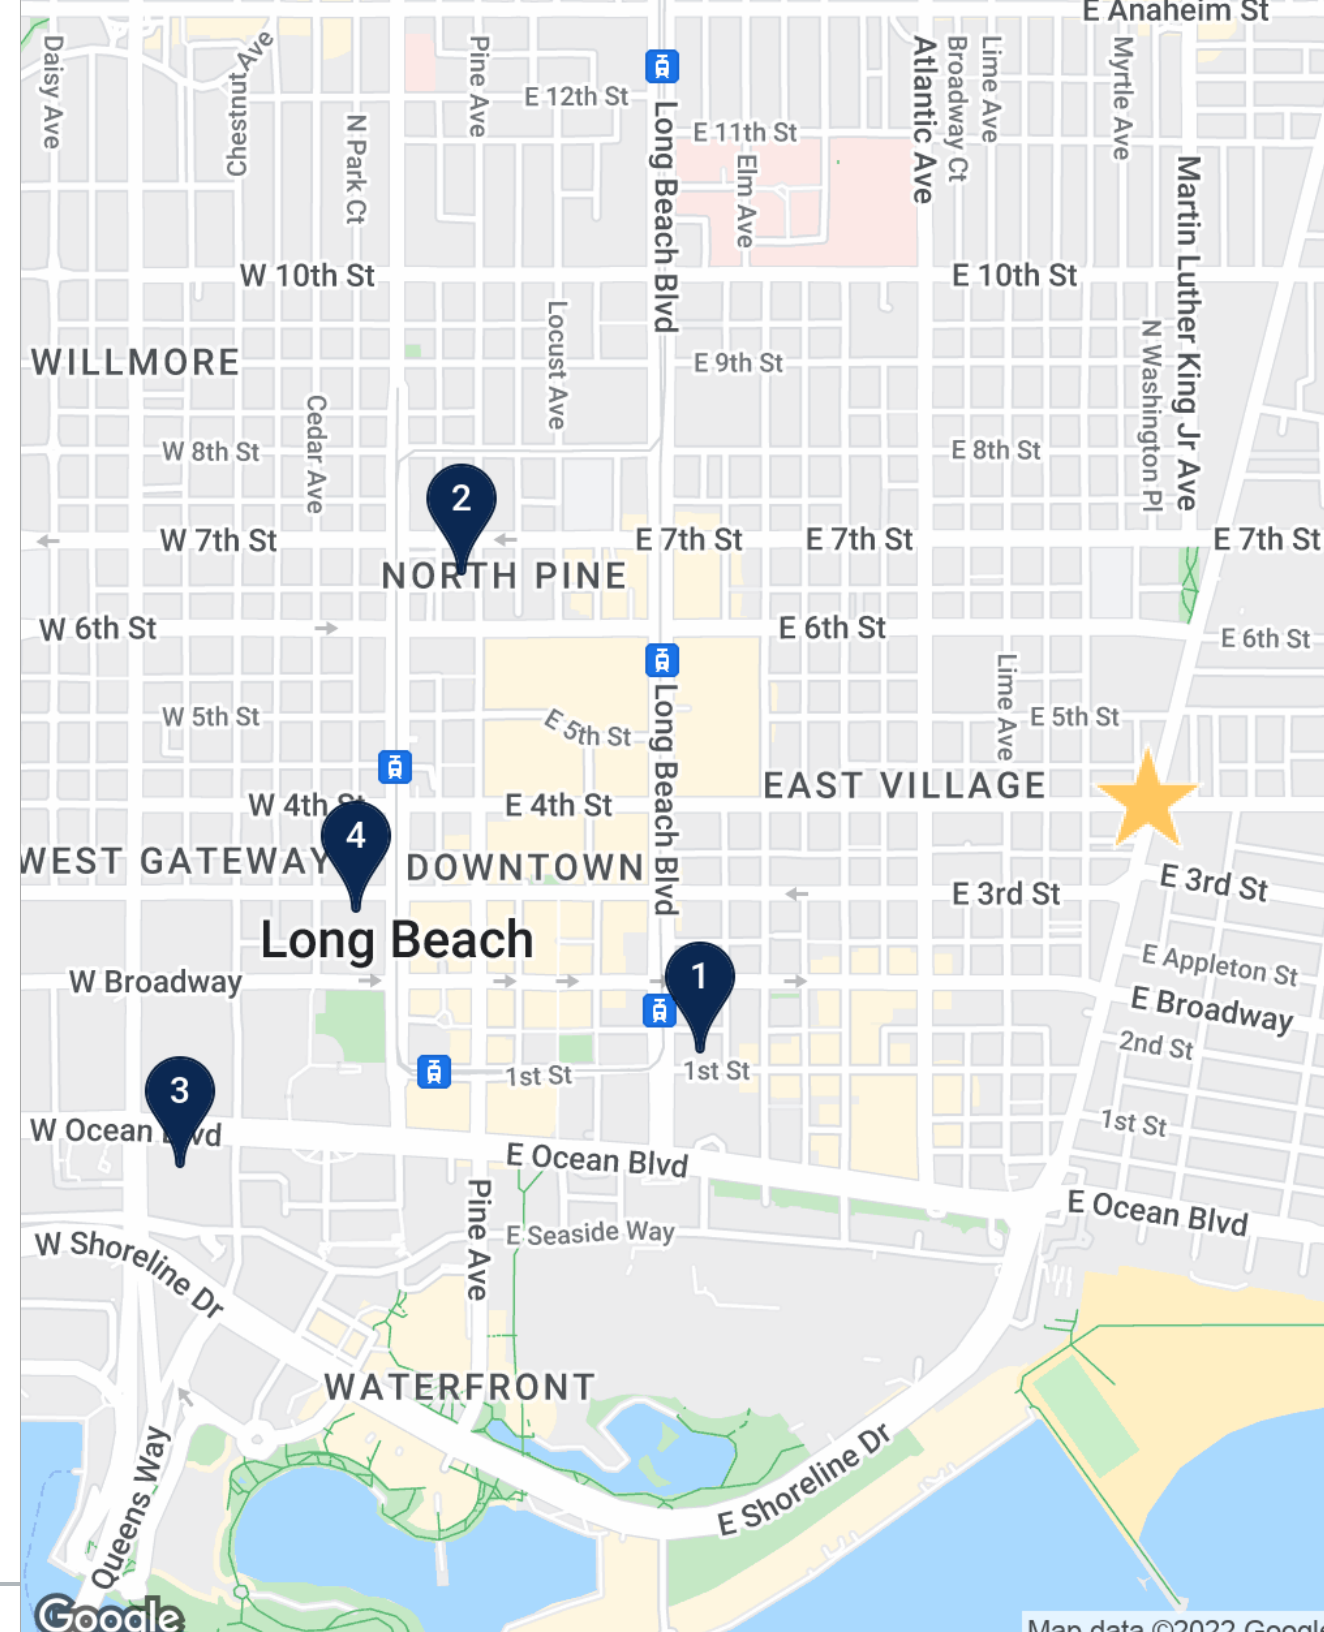 E Anaheim St
Daisy Ave
Chestnut Ave
N Park Ct
Pine Ave
E 12th St
Long Beach Blvd
E 11th St
Elm Ave
Atlantic Ave
Broadway Ct
Lime Ave
Myrtle Ave
Martin Luther King Jr Ave
W 10th St
E 10th St
Locust Ave
N Washington Pl
WILLMORE
E 9th St
Cedar Ave
W 8th St
E 8th St
2
W 7th St
E 7th St
E 7th St
E 7th St
NORTH PINE
W 6th St
E 6th St
E 6th St
Lime Ave
Long Beach Blvd
W 5th St
E 5th St
E 5th St
EAST VILLAGE
W 4th St
E 4th St
4
WEST GATEWAY
DOWNTOWN
E 3rd St
E 3rd St
Long Beach
E Appleton St
W Broadway
1
E Broadway
2nd St
1st St
1st St
3
1st St
W Ocean Blvd
E Ocean Blvd
Pine Ave
E Ocean Blvd
E Seaside Way
W Shoreline Dr
WATERFRONT
E Shoreline Dr
Queens Way
Google
Map data ©2022 Google